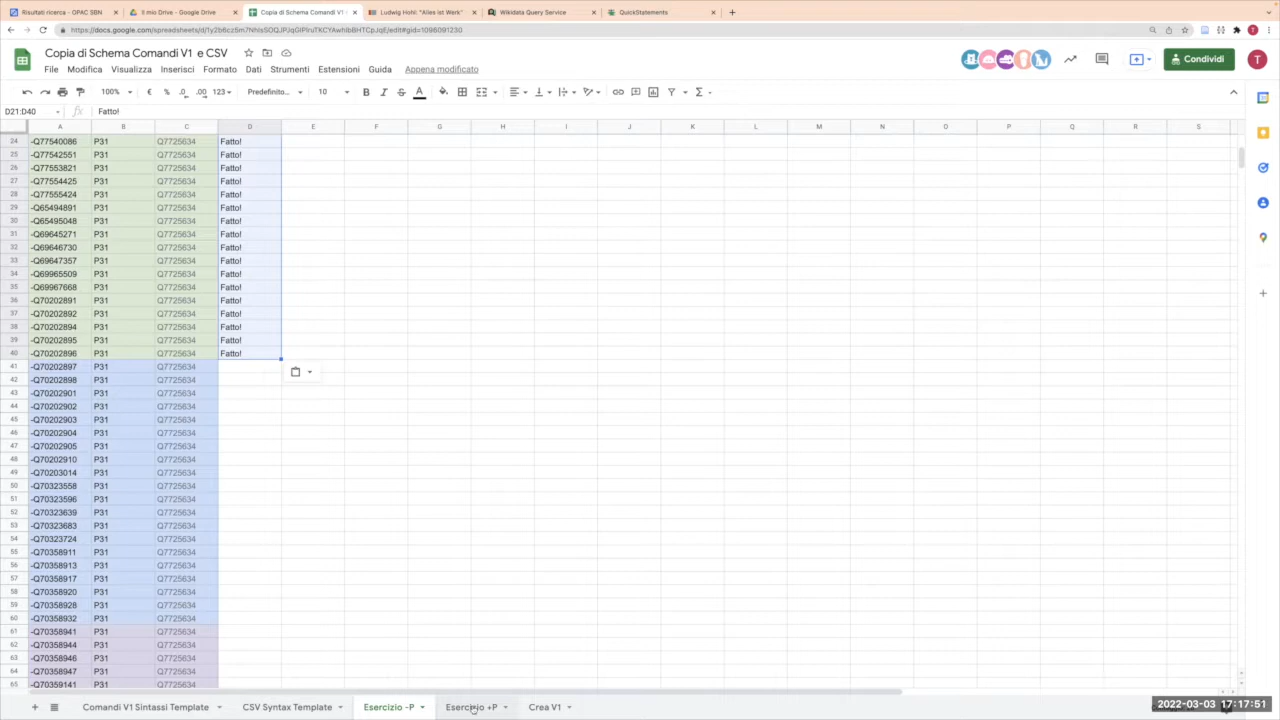 Risultati ricerca - OPAC SBN
Il mio Drive - Google Drive
Copia di Schema Comandi V1
Ludwig Hohl: "Alles ist Werk"
Wikidata Query Service
QuickStatements
Copia di Schema Comandi V1 e CSV
File Modifica Visualizza Inserisci Formato Dati Strumenti Estensioni Guida Appena modificato
Condividi
T
100% € % .0 .00 123 Predefinito... 10 B I S A
D21:D40 fx Fatto!
A B C D E F G H I J K L M N O P Q R S
24 -Q77540086 P31 Q7725634 Fatto!
25 -Q77542551 P31 Q7725634 Fatto!
26 -Q77553821 P31 Q7725634 Fatto!
27 -Q77554425 P31 Q7725634 Fatto!
28 -Q77555424 P31 Q7725634 Fatto!
29 -Q65494891 P31 Q7725634 Fatto!
30 -Q65495048 P31 Q7725634 Fatto!
31 -Q69645271 P31 Q7725634 Fatto!
32 -Q69646730 P31 Q7725634 Fatto!
33 -Q69647357 P31 Q7725634 Fatto!
34 -Q69965509 P31 Q7725634 Fatto!
35 -Q69967668 P31 Q7725634 Fatto!
36 -Q70202891 P31 Q7725634 Fatto!
37 -Q70202892 P31 Q7725634 Fatto!
38 -Q70202894 P31 Q7725634 Fatto!
39 -Q70202895 P31 Q7725634 Fatto!
40 -Q70202896 P31 Q7725634 Fatto!
41 -Q70202897 P31 Q7725634
42 -Q70202898 P31 Q7725634
43 -Q70202901 P31 Q7725634
44 -Q70202902 P31 Q7725634
45 -Q70202903 P31 Q7725634
46 -Q70202904 P31 Q7725634
47 -Q70202905 P31 Q7725634
48 -Q70202910 P31 Q7725634
49 -Q70203014 P31 Q7725634
50 -Q70323558 P31 Q7725634
51 -Q70323596 P31 Q7725634
52 -Q70323639 P31 Q7725634
53 -Q70323683 P31 Q7725634
54 -Q70323724 P31 Q7725634
55 -Q70358911 P31 Q7725634
56 -Q70358913 P31 Q7725634
57 -Q70358917 P31 Q7725634
58 -Q70358920 P31 Q7725634
59 -Q70358928 P31 Q7725634
60 -Q70358932 P31 Q7725634
61 -Q70358941 P31 Q7725634
62 -Q70358944 P31 Q7725634
63 -Q70358946 P31 Q7725634
64 -Q70358947 P31 Q7725634
65 -Q70359141 P31 Q7725634
Comandi V1 Sintassi Template CSV Syntax Template Esercizio -P Esercizio +P Crea V1
2022-03-03 17:17:51